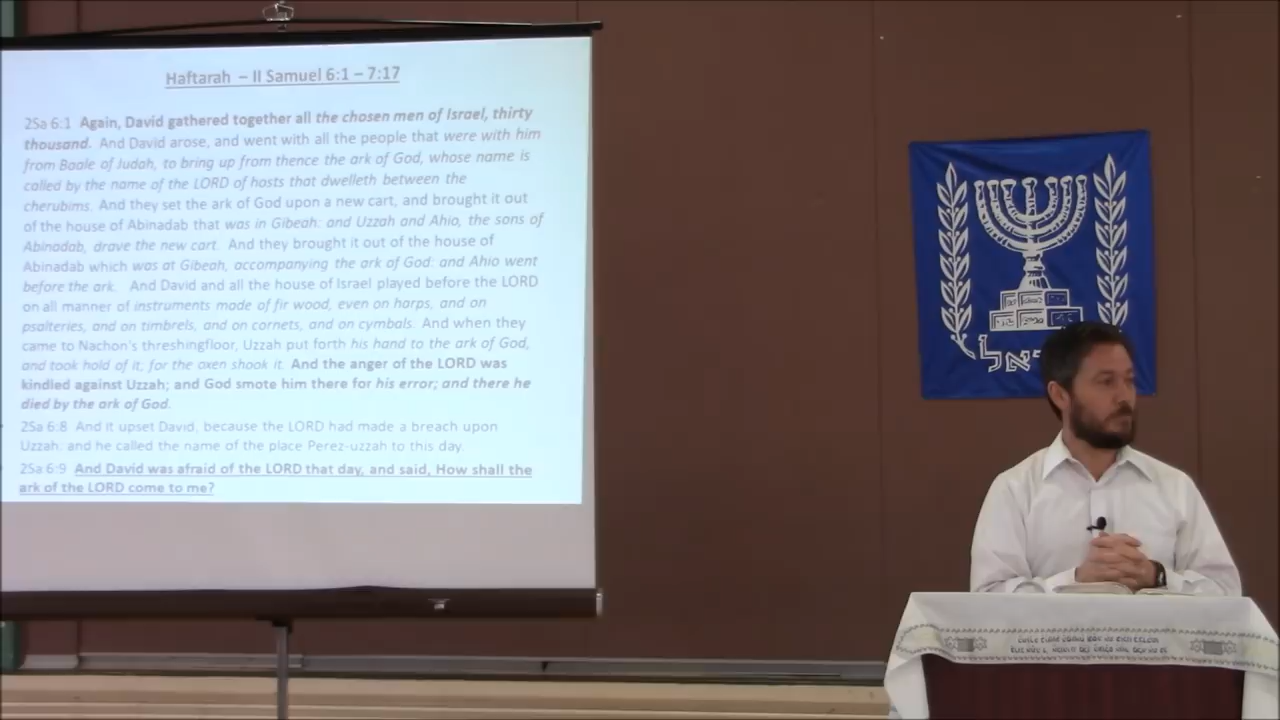 Haftarah – II Samuel 6:1 – 7:17
2Sa 6:1 Again, David gathered together all the chosen men of Israel, thirty
thousand. And David arose, and went with all the people that were with him
from Baale of Judah, to bring up from thence the ark of God, whose name is
called by the name of the LORD of hosts that dwelleth between the
cherubims. And they set the ark of God upon a new cart, and brought it out
of the house of Abinadab that was in Gibeah: and Uzzah and Ahio, the sons of
Abinadab, drave the new cart. And they brought it out of the house of
Abinadab which was at Gibeah, accompanying the ark of God: and Ahio went
before the ark. And David and all the house of Israel played before the LORD
on all manner of instruments made of fir wood, even on harps, and on
psalteries, and on timbrels, and on cornets, and on cymbals. And when they
came to Nachon's threshingfloor, Uzzah put forth his hand to the ark of God,
and took hold of it; for the oxen shook it. And the anger of the LORD was
kindled against Uzzah; and God smote him there for his error; and there he
died by the ark of God.
2Sa 6:8 And it upset David, because the LORD had made a breach upon
Uzzah: and he called the name of the place Perez-uzzah to this day.
2Sa 6:9 And David was afraid of the LORD that day, and said, How shall the
ark of the LORD come to me?